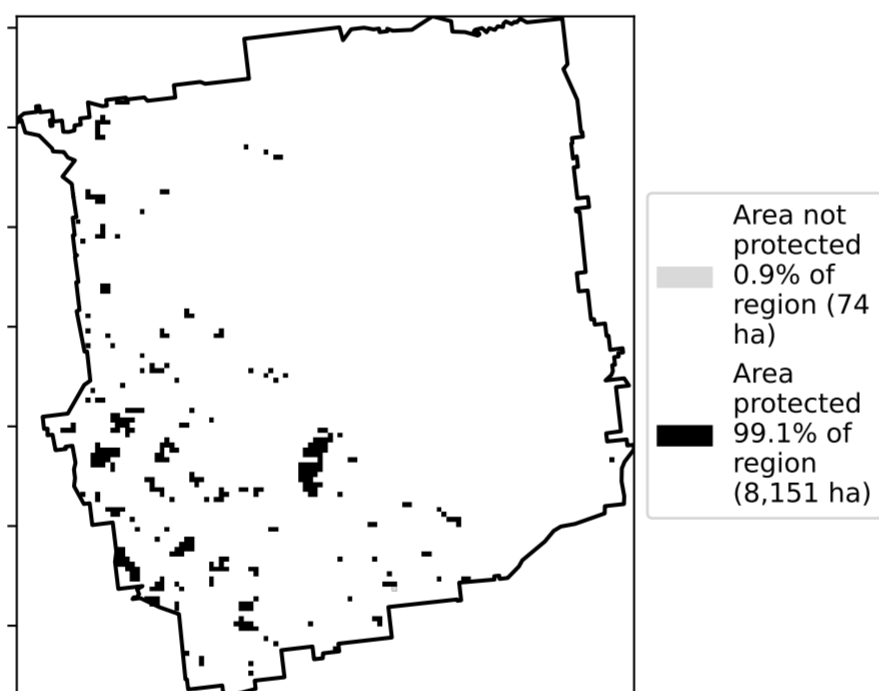 Area not
protected
0.9% of
region (74
ha)
Area
protected
99.1% of
region
(8,151 ha)